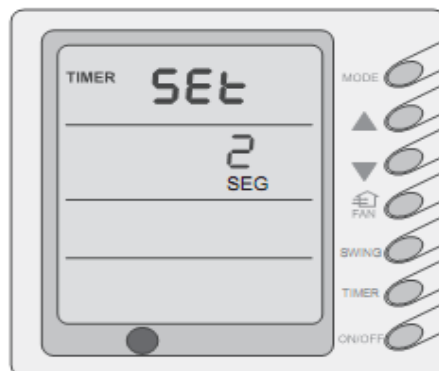 TIMER SEt
MODE
2
SEG
FAN
SWING
TIMER
ON/OFF